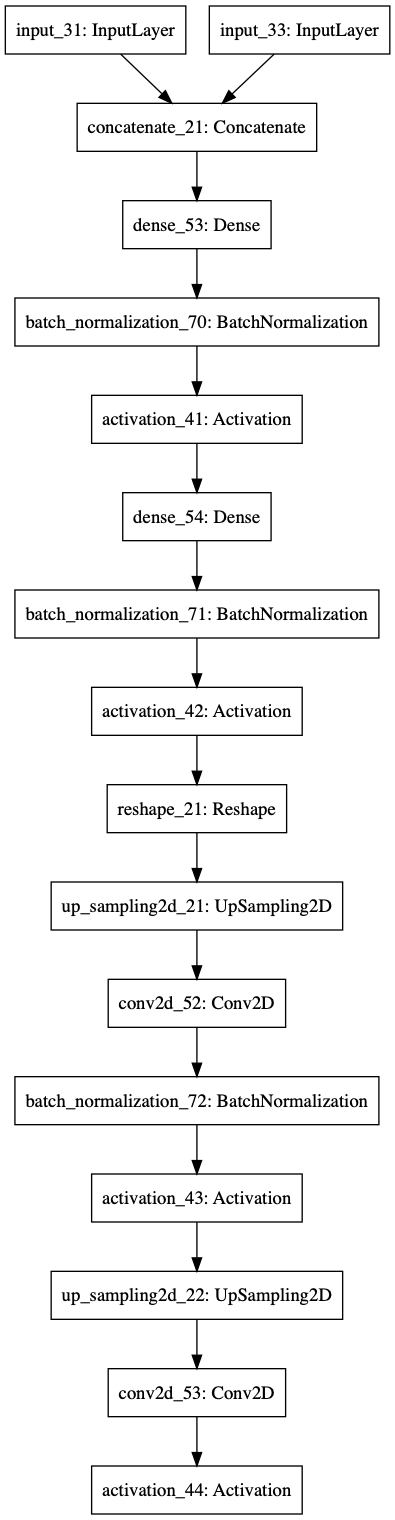 input_31: InputLayer
input_33: InputLayer
concatenate_21: Concatenate
dense_53: Dense
batch_normalization_70: BatchNormalization
activation_41: Activation
dense_54: Dense
batch_normalization_71: BatchNormalization
activation_42: Activation
reshape_21: Reshape
up_sampling2d_21: UpSampling2D
conv2d_52: Conv2D
batch_normalization_72: BatchNormalization
activation_43: Activation
up_sampling2d_22: UpSampling2D
conv2d_53: Conv2D
activation_44: Activation